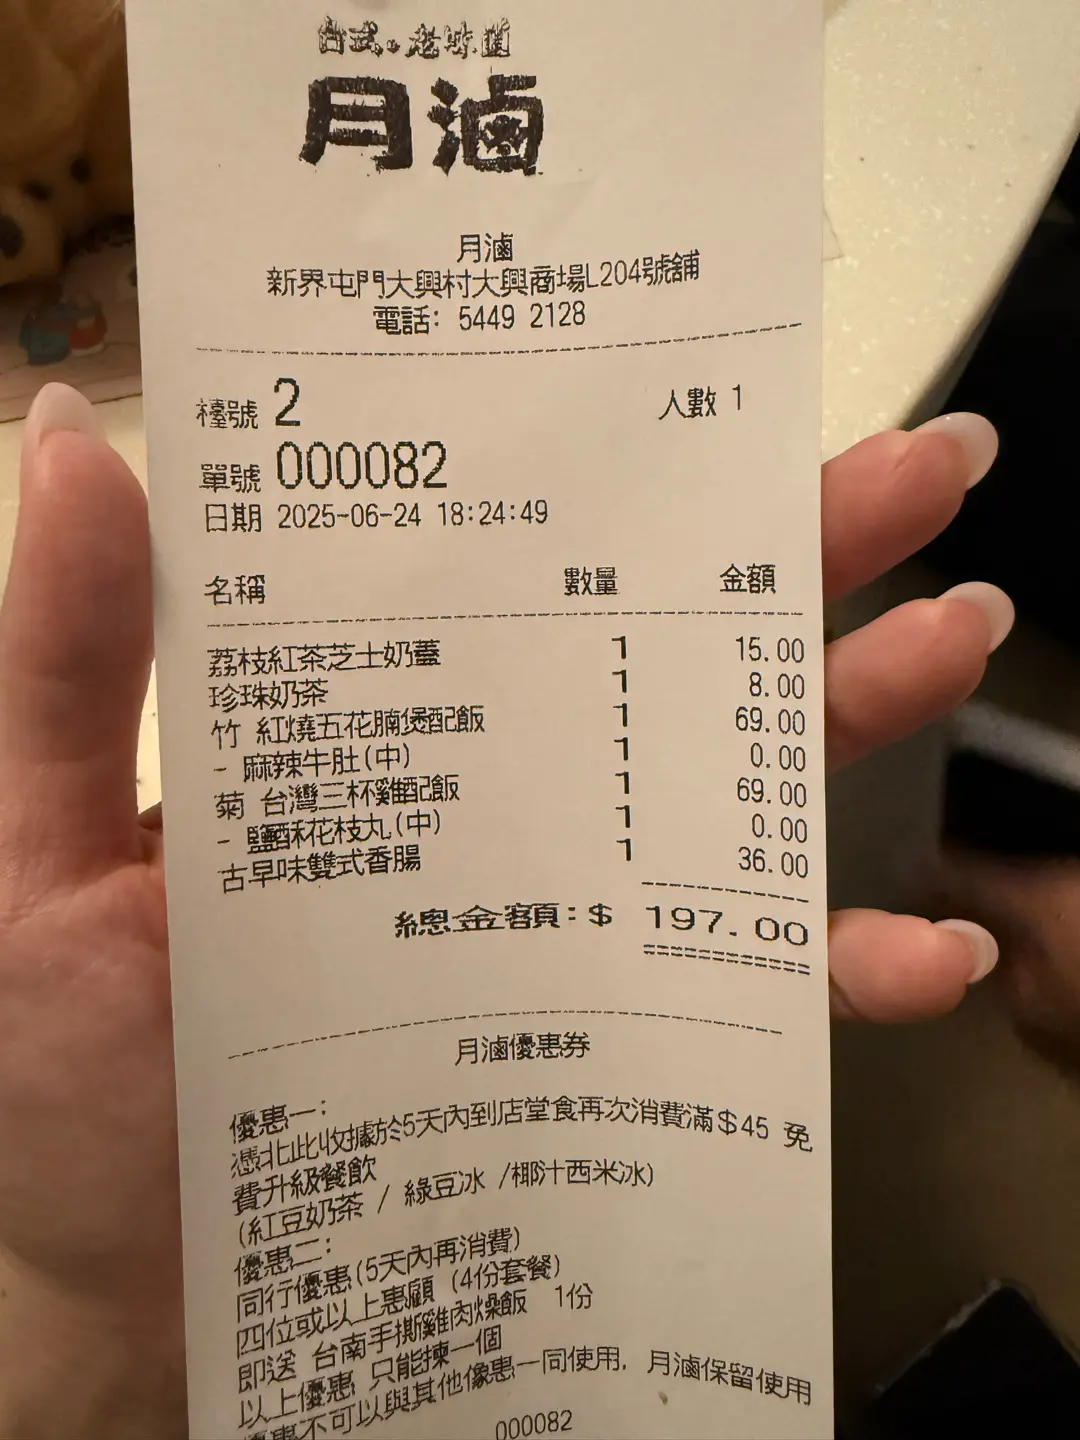 台式。老味道
月滷
月滷
新界屯門大興村大興商場L204號舖
電話: 5449 2128
檯號 2 人數 1
單號 000082
日期 2025-06-24 18:24:49
名稱 數量 金額
荔枝紅茶芝士奶蓋 1 15.00
珍珠奶茶 1 8.00
竹 紅燒五花腩煲配飯 1 69.00
- 麻辣牛肚(中) 1 0.00
菊 台灣三杯雞配飯 1 69.00
- 鹽酥花枝丸(中) 1 0.00
古早味雙式香腸 1 36.00
總金額:$ 197.00
月滷優惠券
優惠一:
憑北此收據於5天內到店堂食再次消費滿$45 免
費升級餐飲
(紅豆奶茶 / 綠豆冰 /椰汁西米冰)
優惠二:
同行優惠(5天內再消費)
四位或以上惠顧 (4份套餐)
即送 台南手撕雞肉燥飯 1份
以上優惠 只能揀一個
優惠不可以與其他像惠一同使用, 月滷保留使用
000082